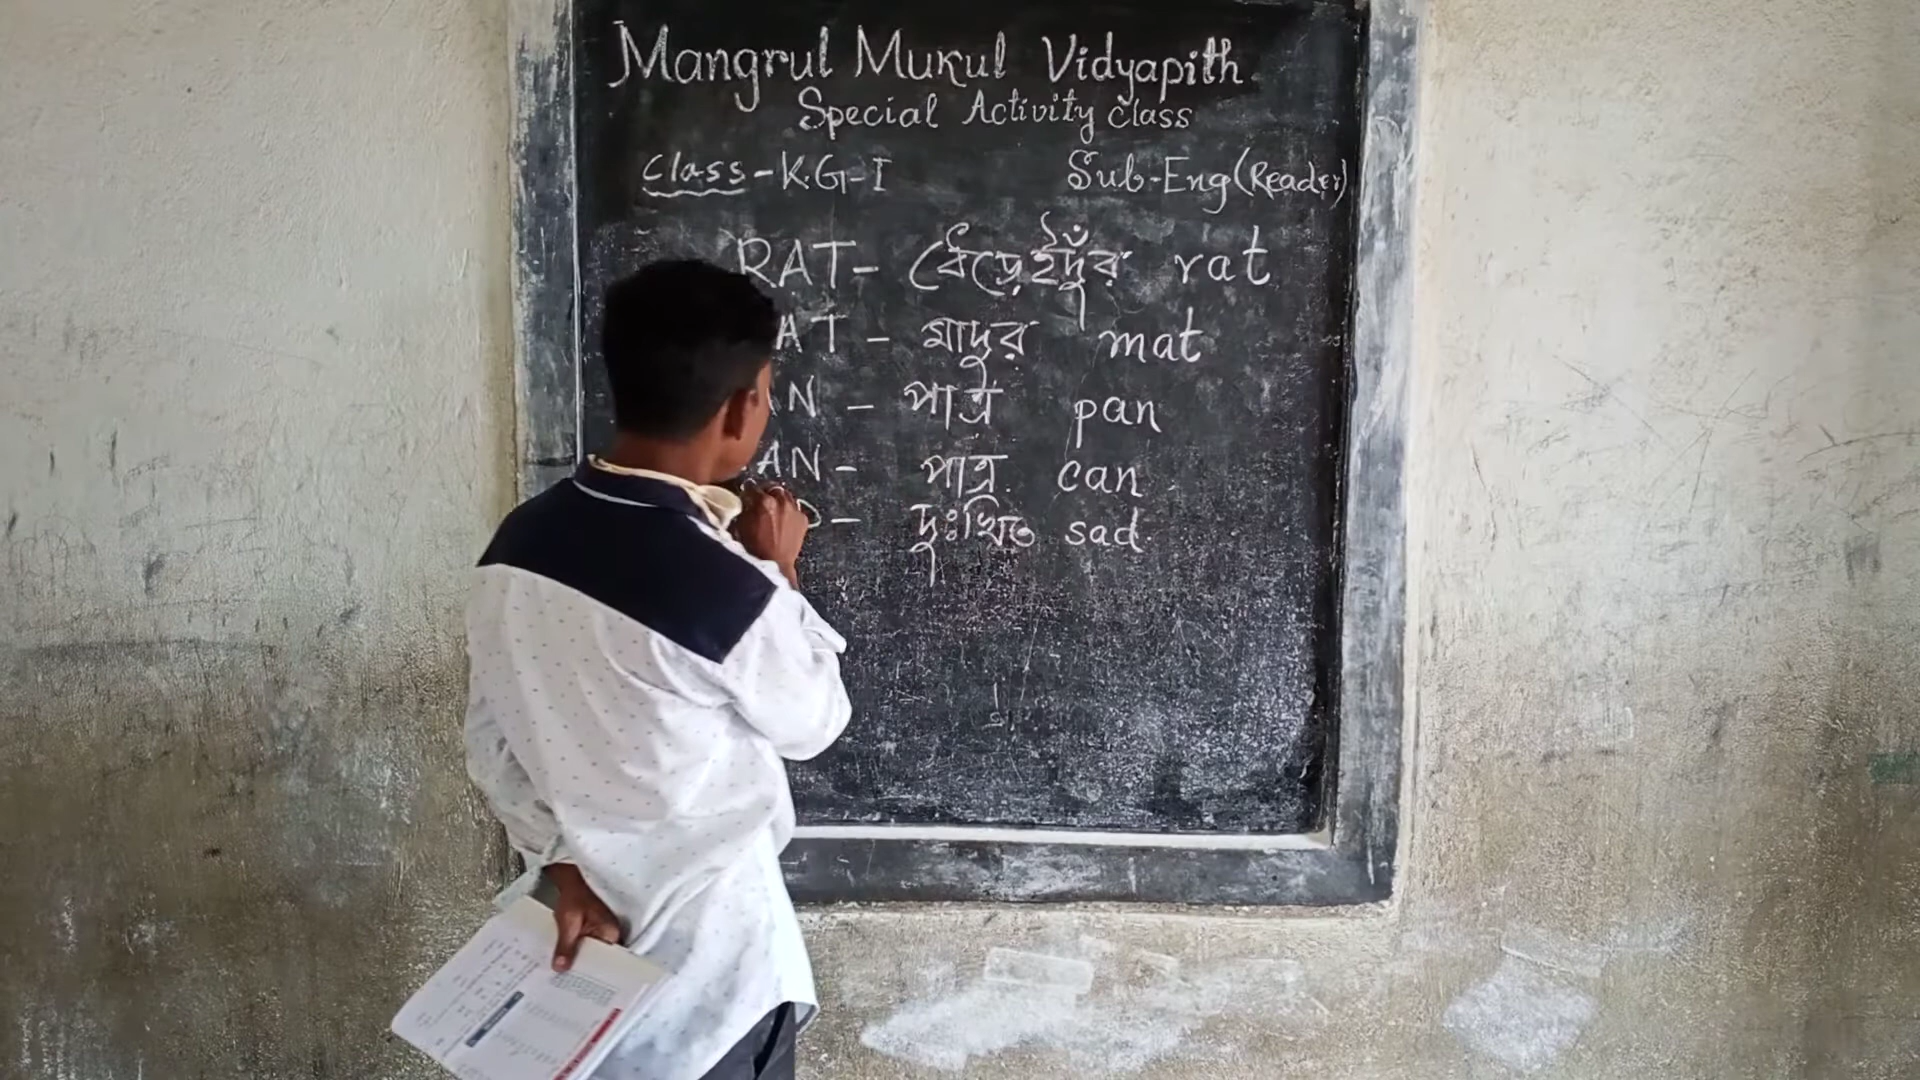 Mangrul Mukul Vidyapith
Special Activity Class
Class - K.G-I Sub-Eng (Reader)
RAT - ধেড়ে ইঁদুর rat
AT - মাদুর mat
AN - পাত্র pan
AN - পাত্র can
D - দুঃখিত sad.